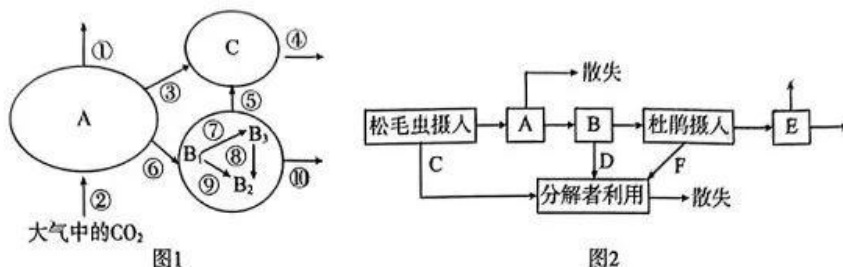 ① C ④
③ ⑤
A
⑦ B₃
⑥ B₁ ⑧ ⑩
⑨ B₂
②
大气中的CO₂
图1
散失
松毛虫摄入 A B 杜鹃摄入 E
C D F
分解者利用 散失
图2